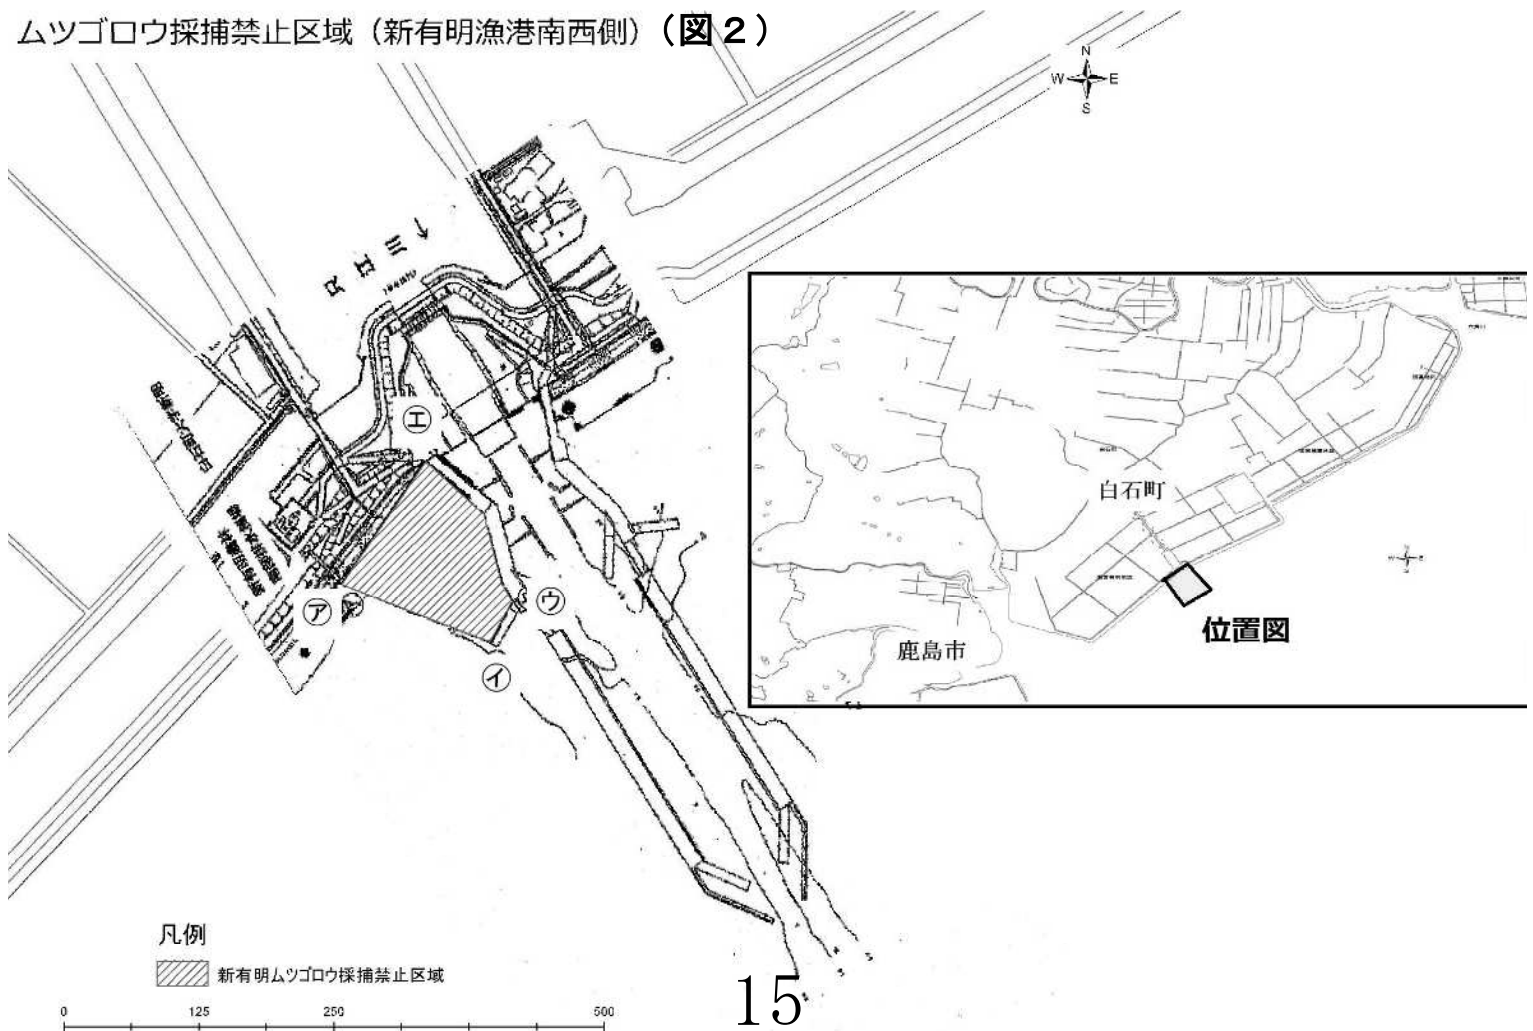 ムツゴロウ採捕禁止区域（新有明漁港南西側）（図２）
N
W E
S
㋓
㋐
㋒
㋑
白石町
鹿島市
位置図
凡例
新有明ムツゴロウ採捕禁止区域
0 125 250 500
15